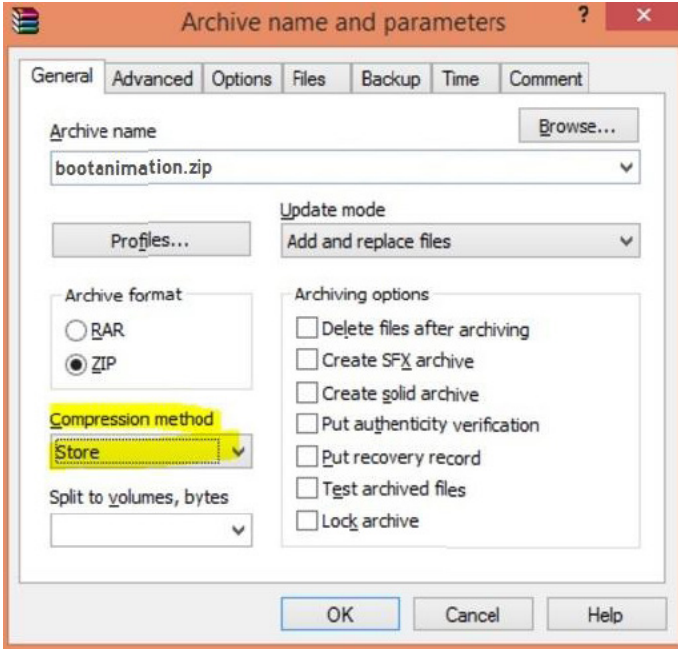 Archive name and parameters
?
×
General Advanced Options Files Backup Time Comment
Archive name
Browse...
bootanimation.zip
Profiles...
Update mode
Add and replace files
Archive format
RAR
ZIP
Compression method
Store
Split to volumes, bytes
Archiving options
Delete files after archiving
Create SFX archive
Create solid archive
Put authenticity verification
Put recovery record
Test archived files
Lock archive
OK Cancel Help